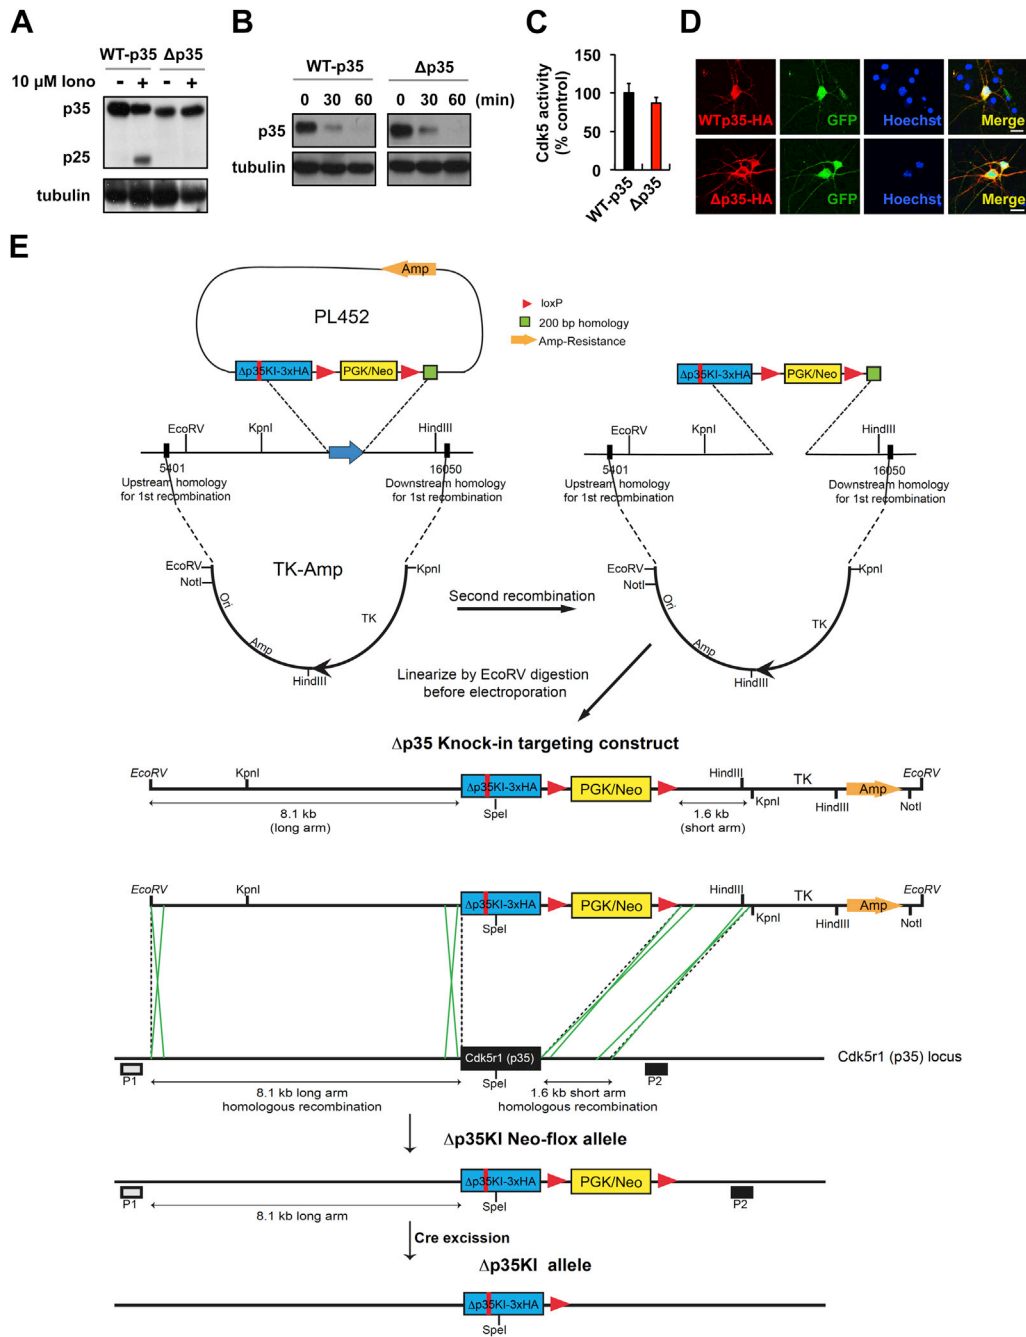 A
WT-p35 Δp35
10 µM Iono - + - +
p35
p25
tubulin
B
WT-p35 Δp35
0 30 60 0 30 60 (min)
p35
tubulin
C
Cdk5 activity
(% control)
150
100
50
0
WT-p35
Δp35
D
WTp35-HA GFP Hoechst Merge
Δp35-HA GFP Hoechst Merge
E
Amp
PL452
Δp35KI-3xHA PGK/Neo
loxP
200 bp homology
Amp-Resistance
Δp35KI-3xHA PGK/Neo
EcoRV KpnI HindIII
5401 16050
Upstream homology
for 1st recombination
Downstream homology
for 1st recombination
EcoRV KpnI HindIII
5401 16050
Upstream homology
for 1st recombination
Downstream homology
for 1st recombination
EcoRV
NotI
TK-Amp
KpnI
Ori
Amp
TK
HindIII
Second recombination
EcoRV
NotI
KpnI
Ori
Amp
TK
HindIII
Linearize by EcoRV digestion
before electroporation
Δp35 Knock-in targeting construct
EcoRV KpnI Δp35KI-3xHA PGK/Neo HindIII TK Amp EcoRV
SpeI KpnI HindIII NotI
8.1 kb
(long arm)
1.6 kb
(short arm)
EcoRV KpnI Δp35KI-3xHA PGK/Neo HindIII TK Amp EcoRV
SpeI KpnI HindIII NotI
Cdk5r1 (p35) Cdk5r1 (p35) locus
P1 SpeI P2
8.1 kb long arm
homologous recombination
1.6 kb short arm
homologous recombination
Δp35KI Neo-flox allele
Δp35KI-3xHA PGK/Neo
P1 SpeI P2
8.1 kb long arm
Cre excission
Δp35KI allele
Δp35KI-3xHA
SpeI